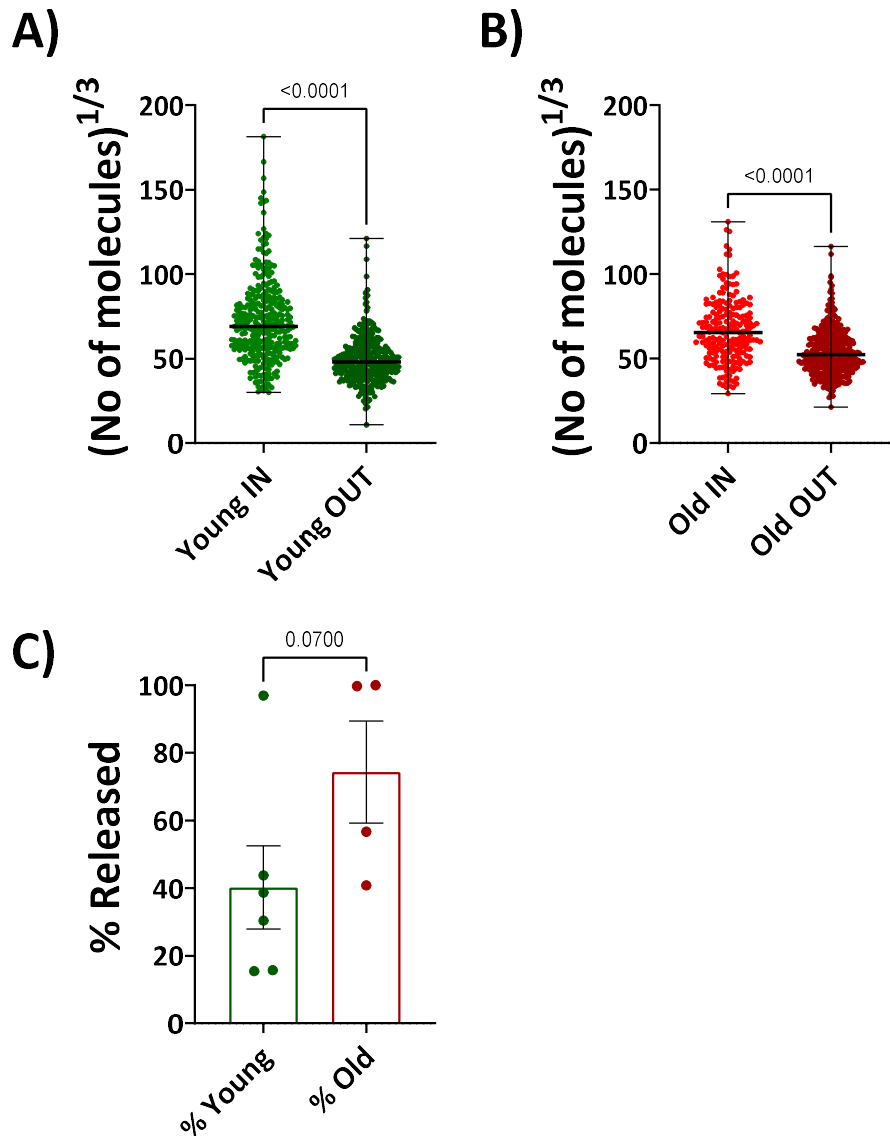 A)
(No of molecules)1/3
200
150
100
50
0
<0.0001
Young IN
Young OUT
B)
(No of molecules)1/3
200
150
100
50
0
<0.0001
Old IN
Old OUT
C)
% Released
100
80
60
40
20
0
0.0700
% Young
% Old